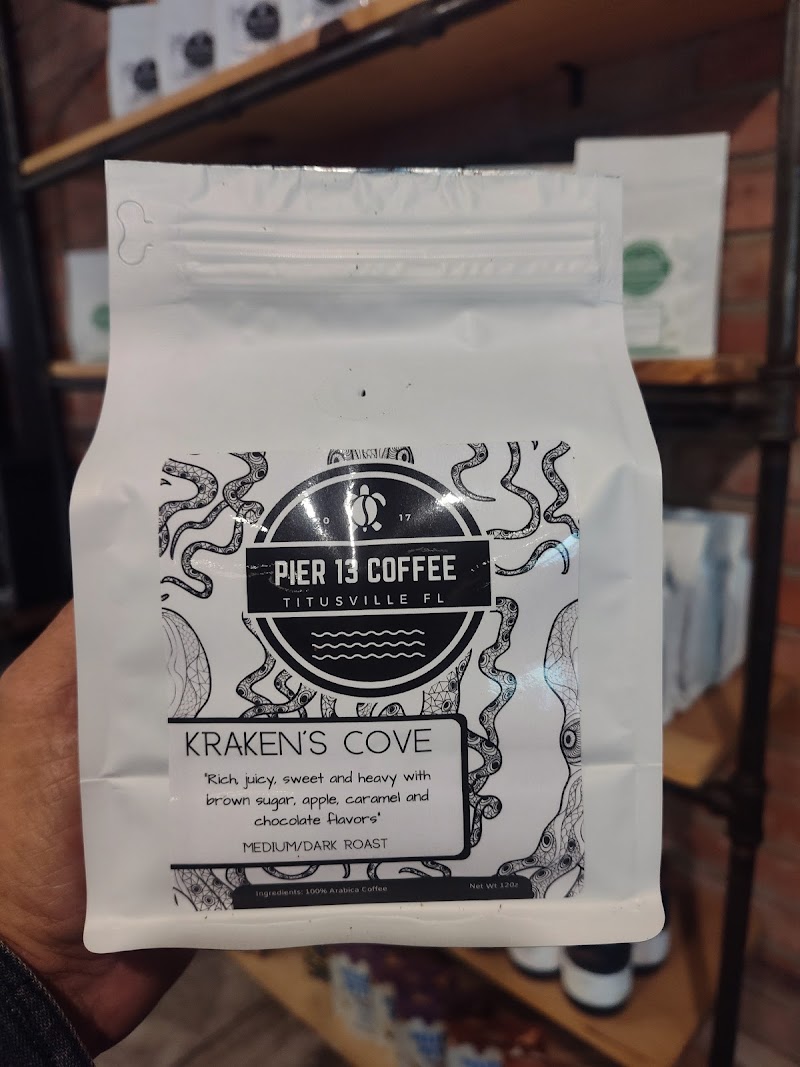 20 17
PIER 13 COFFEE
TITUSVILLE FL
KRAKEN'S COVE
"Rich, juicy, sweet and heavy with
brown sugar, apple, caramel and
chocolate flavors"
MEDIUM/DARK ROAST
Ingredients: 100% Arabica Coffee Net Wt 12oz